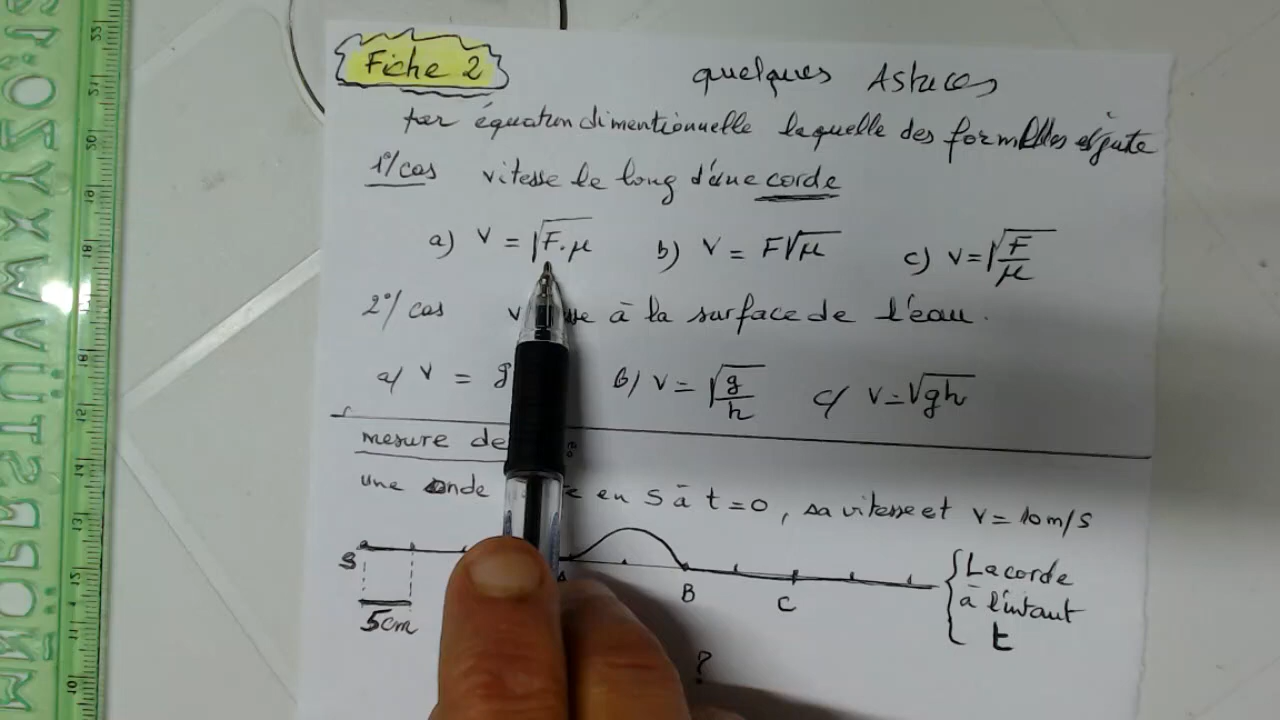 Fiche 2 quelques Astuces
par équation dimentionnelle laquelle des formules est juste
1°/ cas vitesse le long d'une corde
a) v = √F.μ b) v = F√μ c) v = √F/μ
2°/ cas à la surface de l'eau.
a/ v = g b/ v = √g/h c/ v = √gh
mesure de
une onde en S à t = 0, sa vitesse et v = 10 m/s
S B C
La corde
à l'intant
t
5cm
?